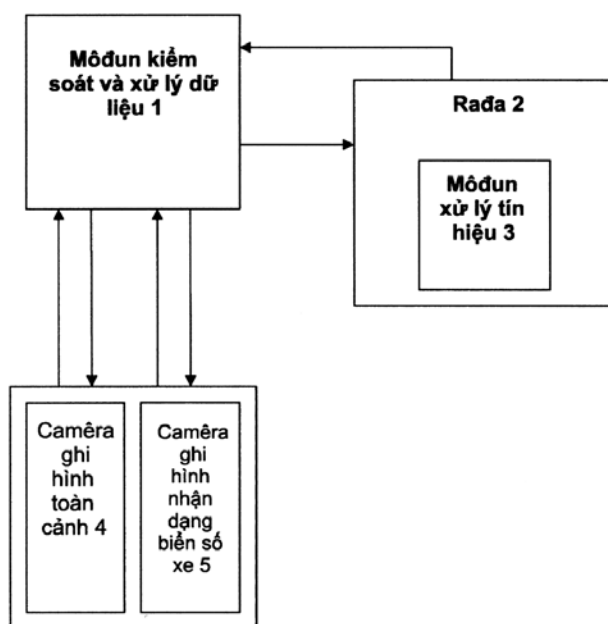 Môđun kiểm
soát và xử lý dữ
liệu 1
Rađa 2
Môđun
xử lý tín
hiệu 3
Camêra
ghi
hình
toàn
cảnh 4
Camêra
ghi
hình
nhận
dạng
biển số
xe 5